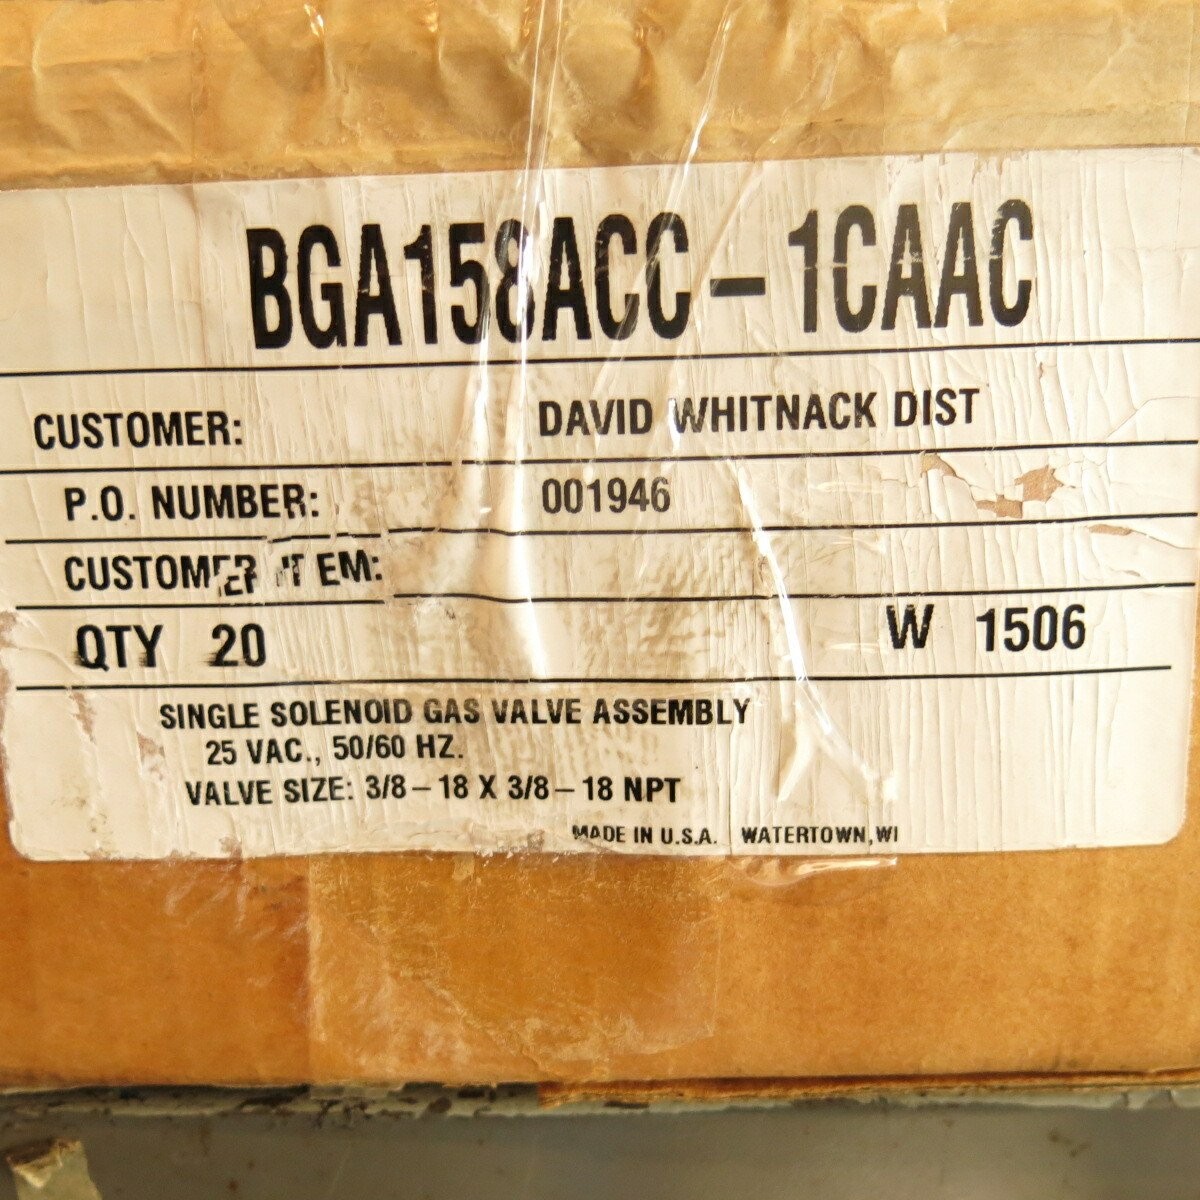 BGA158ACC-1CAAC
CUSTOMER: DAVID WHITNACK DIST
P.O. NUMBER: 001946
CUSTOMER ITEM:
QTY 20 W 1506
SINGLE SOLENOID GAS VALVE ASSEMBLY
25 VAC., 50/60 HZ.
VALVE SIZE: 3/8-18 X 3/8-18 NPT
MADE IN U.S.A. WATERTOWN, WI